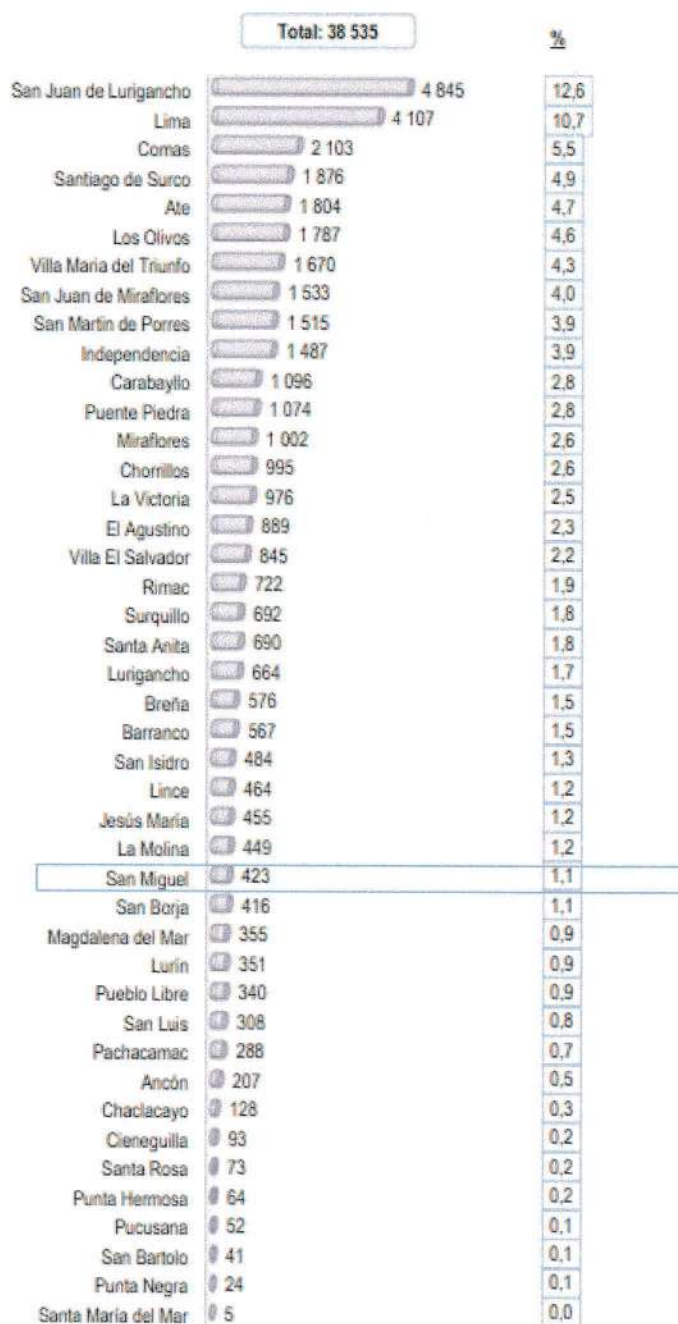 Total: 38 535
%
San Juan de Lurigancho 4 845 12,6
Lima 4 107 10,7
Comas 2 103 5,5
Santiago de Surco 1 876 4,9
Ate 1 804 4,7
Los Olivos 1 787 4,6
Villa Maria del Triunfo 1 670 4,3
San Juan de Miraflores 1 533 4,0
San Martin de Porres 1 515 3,9
Independencia 1 487 3,9
Carabayllo 1 096 2,8
Puente Piedra 1 074 2,8
Miraflores 1 002 2,6
Chorrillos 995 2,6
La Victoria 976 2,5
El Agustino 889 2,3
Villa El Salvador 845 2,2
Rimac 722 1,9
Surquillo 692 1,8
Santa Anita 690 1,8
Lurigancho 664 1,7
Breña 576 1,5
Barranco 567 1,5
San Isidro 484 1,3
Lince 464 1,2
Jesús María 455 1,2
La Molina 449 1,2
San Miguel 423 1,1
San Borja 416 1,1
Magdalena del Mar 355 0,9
Lurín 351 0,9
Pueblo Libre 340 0,9
San Luis 308 0,8
Pachacamac 288 0,7
Ancón 207 0,5
Chaclacayo 128 0,3
Cieneguilla 93 0,2
Santa Rosa 73 0,2
Punta Hermosa 64 0,2
Pucusana 52 0,1
San Bartolo 41 0,1
Punta Negra 24 0,1
Santa María del Mar 5 0,0